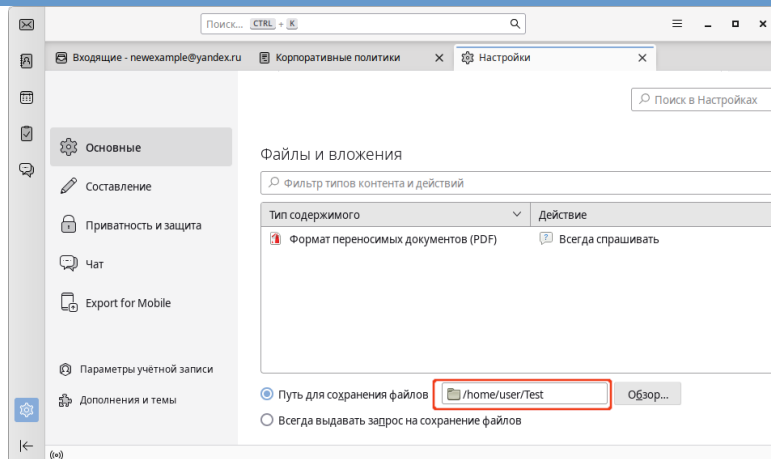 Поиск... CTRL + K
Входящие - newexample@yandex.ru
Корпоративные политики
Настройки
Поиск в Настройках
Основные
Составление
Приватность и защита
Чат
Export for Mobile
Параметры учётной записи
Дополнения и темы
Файлы и вложения
Фильтр типов контента и действий
Тип содержимого Действие
Формат переносимых документов (PDF) Всегда спрашивать
Путь для сохранения файлов /home/user/Test Обзор...
Всегда выдавать запрос на сохранение файлов